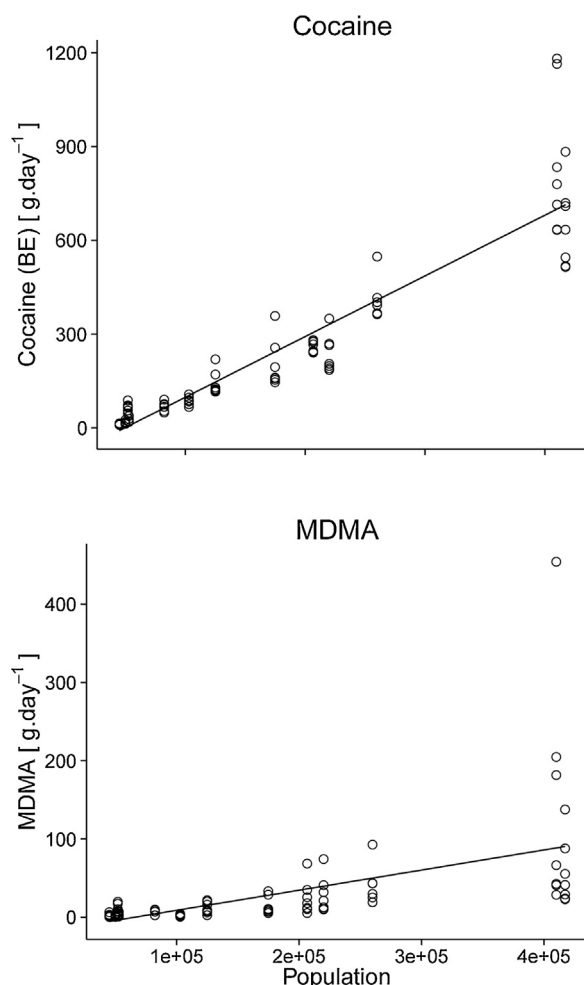 Cocaine
Cocaine (BE) [ g.day⁻¹ ]
1200
900
600
300
0
MDMA
MDMA [ g.day⁻¹ ]
400
300
200
100
0
1e+05 2e+05 3e+05 4e+05
Population